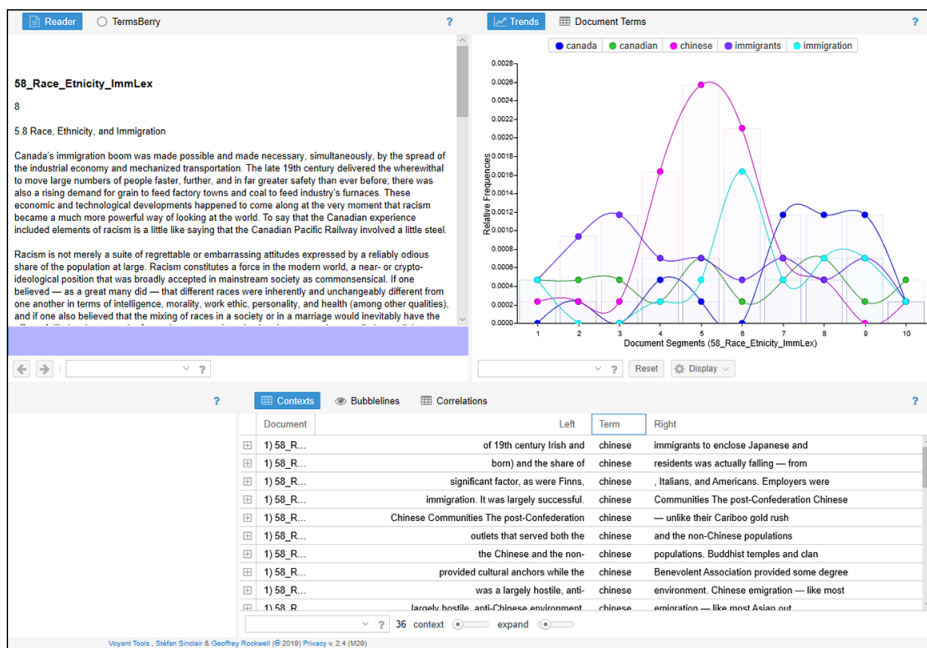 Reader
TermsBerry
?
58_Race_Etnicity_ImmLex
8
5.8 Race, Ethnicity, and Immigration
Canada's immigration boom was made possible and made necessary, simultaneously, by the spread of
the industrial economy and mechanized transportation. The late 19th century delivered the wherewithal
to move large numbers of people faster, further, and in far greater safety than ever before; there was
also a rising demand for grain to feed factory towns and coal to feed industry's furnaces. These
economic and technological developments happened to come along at the very moment that racism
became a much more powerful way of looking at the world. To say that the Canadian experience
included elements of racism is a little like saying that the Canadian Pacific Railway involved a little steel.
Racism is not merely a suite of regrettable or embarrassing attitudes expressed by a reliably odious
share of the population at large. Racism constitutes a force in the modern world, a near- or crypto-
ideological position that was broadly accepted in mainstream society as commonsensical. If one
believed — as a great many did — that different races were inherently and unchangeably different from
one another in terms of intelligence, morality, work ethic, personality, and health (among other qualities),
and if one also believed that the mixing of races in a society or in a marriage would inevitably have the
?
Trends
Document Terms
?
canada canadian chinese immigrants immigration
Relative Frequencies
0.0028
0.0026
0.0024
0.0022
0.0020
0.0018
0.0016
0.0014
0.0012
0.0010
0.0008
0.0006
0.0004
0.0002
0.0000
1 2 3 4 5 6 7 8 9 10
Document Segments (58_Race_Etnicity_ImmLex)
? Reset Display
?
Contexts
Bubblelines
Correlations
?
Document Left Term Right
1) 58_R... of 19th century Irish and chinese immigrants to enclose Japanese and
1) 58_R... born) and the share of chinese residents was actually falling — from
1) 58_R... significant factor, as were Finns, chinese , Italians, and Americans. Employers were
1) 58_R... immigration. It was largely successful. chinese Communities The post-Confederation Chinese
1) 58_R... Chinese Communities The post-Confederation chinese — unlike their Cariboo gold rush
1) 58_R... outlets that served both the chinese and the non-Chinese populations
1) 58_R... the Chinese and the non- chinese populations. Buddhist temples and clan
1) 58_R... provided cultural anchors while the chinese Benevolent Association provided some degree
1) 58_R... was a largely hostile, anti- chinese environment. Chinese emigration — like most
1) 58_R... largely hostile, anti-Chinese environment. chinese emigration — like most Asian out
? 36 context expand
Voyant Tools , Stéfan Sinclair & Geoffrey Rockwell (© 2019) Privacy v. 2.4 (M29)